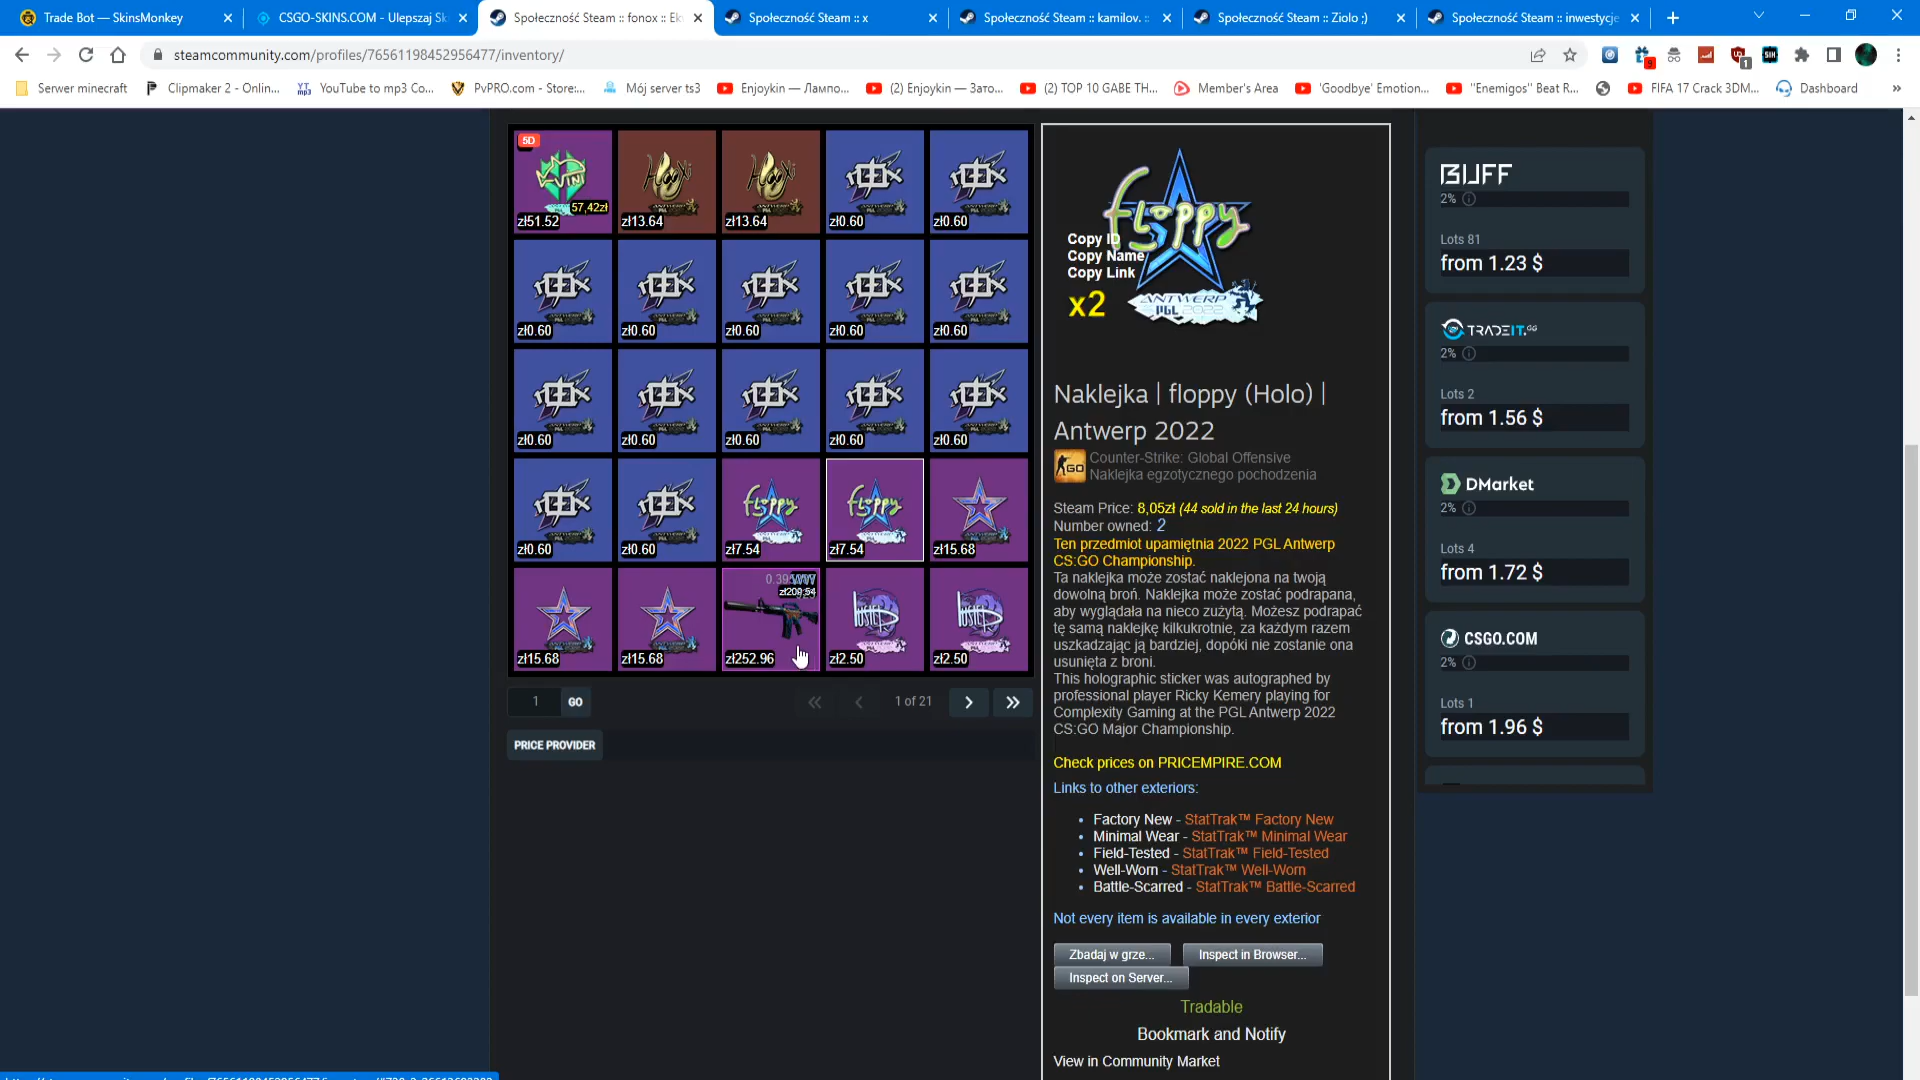 Trade Bot — SkinsMonkey
CSGO-SKINS.COM - Ulepszaj Sk
Społeczność Steam :: fonox :: Ek
Społeczność Steam :: x
Społeczność Steam :: kamilov. ::
Społeczność Steam :: Ziolo ;)
Społeczność Steam :: inwestycje
steamcommunity.com/profiles/76561198452956477/inventory/
Serwer minecraft
Clipmaker 2 - Onlin...
YouTube to mp3 Co...
PvPRO.com - Store:...
Mój serwer ts3
Enjoykin — Лампо...
(2) Enjoykin — Зато...
(2) TOP 10 GABE TH...
Member's Area
'Goodbye' Emotion...
"Enemigos" Beat R...
FIFA 17 Crack 3DM...
Dashboard
5D
57,42zł
zł51.52
zł13.64
zł13.64
zł0.60
zł0.60
zł0.60
zł0.60
zł0.60
zł0.60
zł0.60
zł0.60
zł0.60
zł0.60
zł0.60
zł0.60
zł0.60
zł0.60
zł7.54
zł7.54
zł15.68
zł15.68
zł15.68
zł252.96
zł2.50
zł2.50
1
GO
1 of 21
PRICE PROVIDER
floppy
ANTWERP
PGL 2022
Copy ID
Copy Name
Copy Link
x2
Naklejka | floppy (Holo) |
Antwerp 2022
Counter-Strike: Global Offensive
Naklejka egzotycznego pochodzenia
Steam Price: 8,05zł (44 sold in the last 24 hours)
Number owned: 2
Ten przedmiot upamiętnia 2022 PGL Antwerp
CS:GO Championship.
Ta naklejka może zostać naklejona na twoją
dowolną broń. Naklejka może zostać podrapana,
aby wyglądała na nieco zużytą. Możesz podrapać
tę samą naklejkę kilkukrotnie, za każdym razem
uszkadzając ją bardziej, dopóki nie zostanie ona
usunięta z broni.
This holographic sticker was autographed by
professional player Ricky Kemery playing for
Complexity Gaming at the PGL Antwerp 2022
CS:GO Major Championship.
Check prices on PRICEMPIRE.COM
Links to other exteriors:
Factory New - StatTrak™ Factory New
Minimal Wear - StatTrak™ Minimal Wear
Field-Tested - StatTrak™ Field-Tested
Well-Worn - StatTrak™ Well-Worn
Battle-Scarred - StatTrak™ Battle-Scarred
Not every item is available in every exterior
Zbadaj w grze...
Inspect in Browser...
Inspect on Server...
Tradable
Bookmark and Notify
View in Community Market
BUFF
2%
Lots 81
from 1.23 $
TRADEIT.GG
2%
Lots 2
from 1.56 $
DMarket
2%
Lots 4
from 1.72 $
CSGO.COM
2%
Lots 1
from 1.96 $